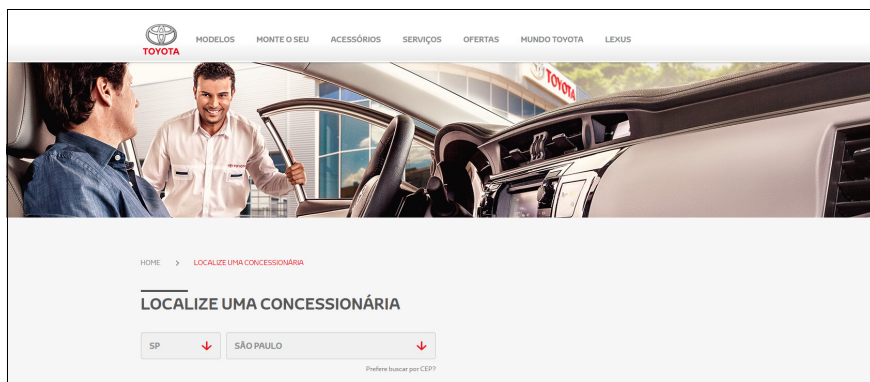 TOYOTA
MODELOS MONTE O SEU ACESSÓRIOS SERVIÇOS OFERTAS MUNDO TOYOTA LEXUS
TOYOTA
TOYOTA
HOME > LOCALIZE UMA CONCESSIONÁRIA
LOCALIZE UMA CONCESSIONÁRIA
SP SÃO PAULO
Prefere buscar por CEP?